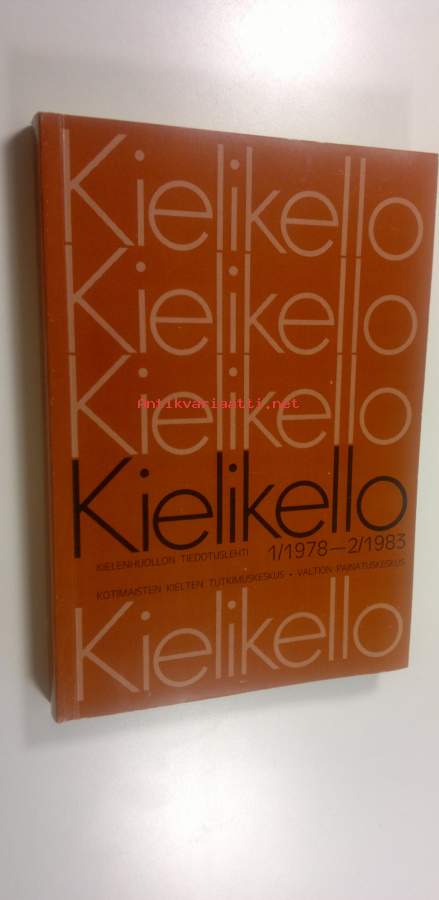 Kielikello
Kielikello
Kielikello
Antikvariaatti.net
Kielikello
KIELENHUOLLON TIEDOTUSLEHTI 1/1978—2/1983
KOTIMAISTEN KIELTEN TUTKIMUSKESKUS • VALTION PAINATUSKESKUS
Kielikello